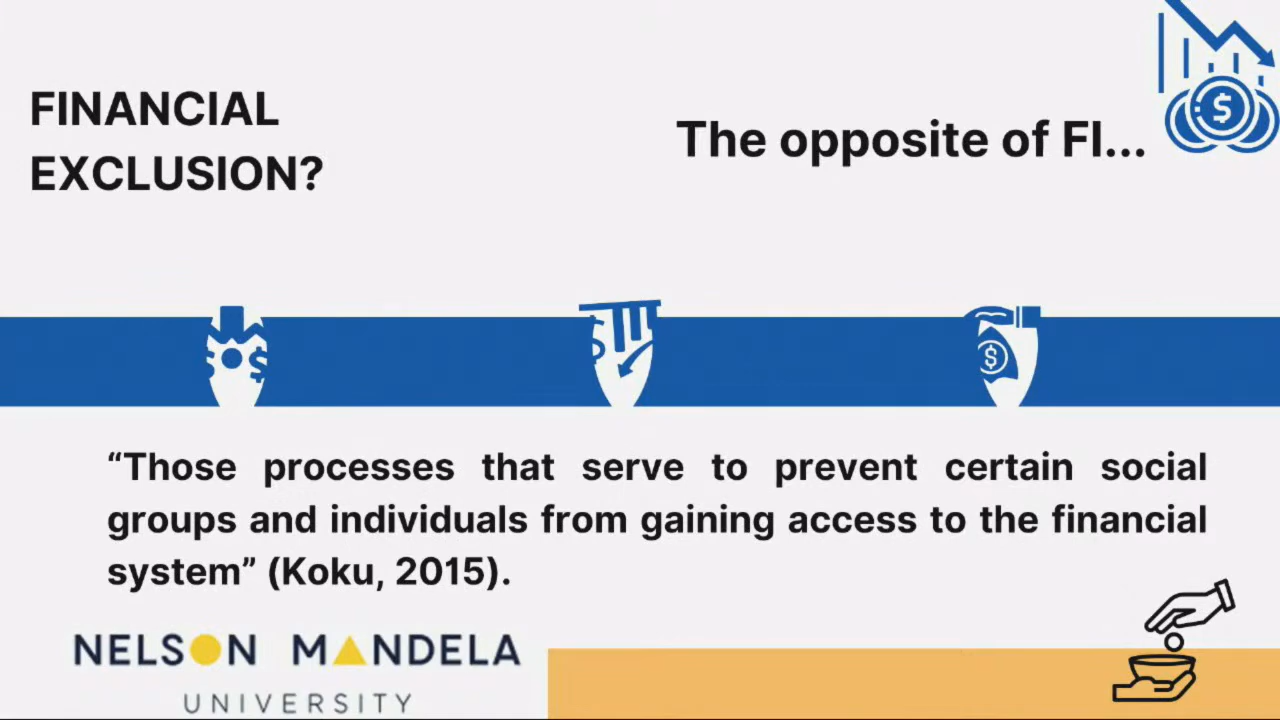 FINANCIAL
EXCLUSION?
The opposite of FI...
“Those processes that serve to prevent certain social
groups and individuals from gaining access to the financial
system” (Koku, 2015).
NELSON MANDELA
UNIVERSITY